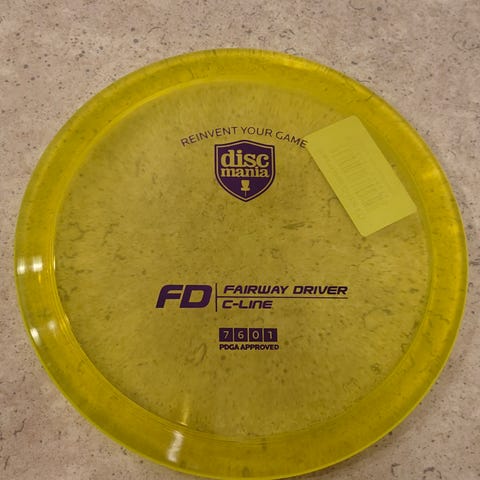 REINVENT YOUR GAME
disc
mania
FD
FAIRWAY DRIVER
C-LINE
7 6 0 1
PDGA APPROVED